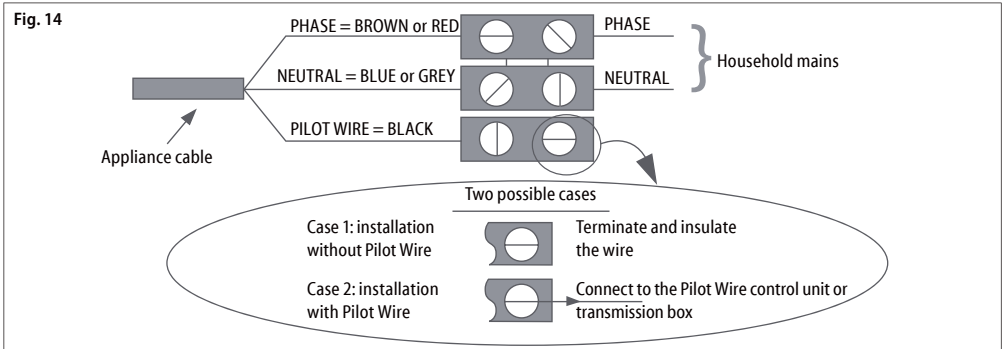 Fig. 14
PHASE = BROWN or RED
PHASE
Household mains
NEUTRAL = BLUE or GREY
NEUTRAL
PILOT WIRE = BLACK
Appliance cable
Two possible cases
Case 1: installation
without Pilot Wire
Terminate and insulate
the wire
Case 2: installation
with Pilot Wire
Connect to the Pilot Wire control unit or
transmission box